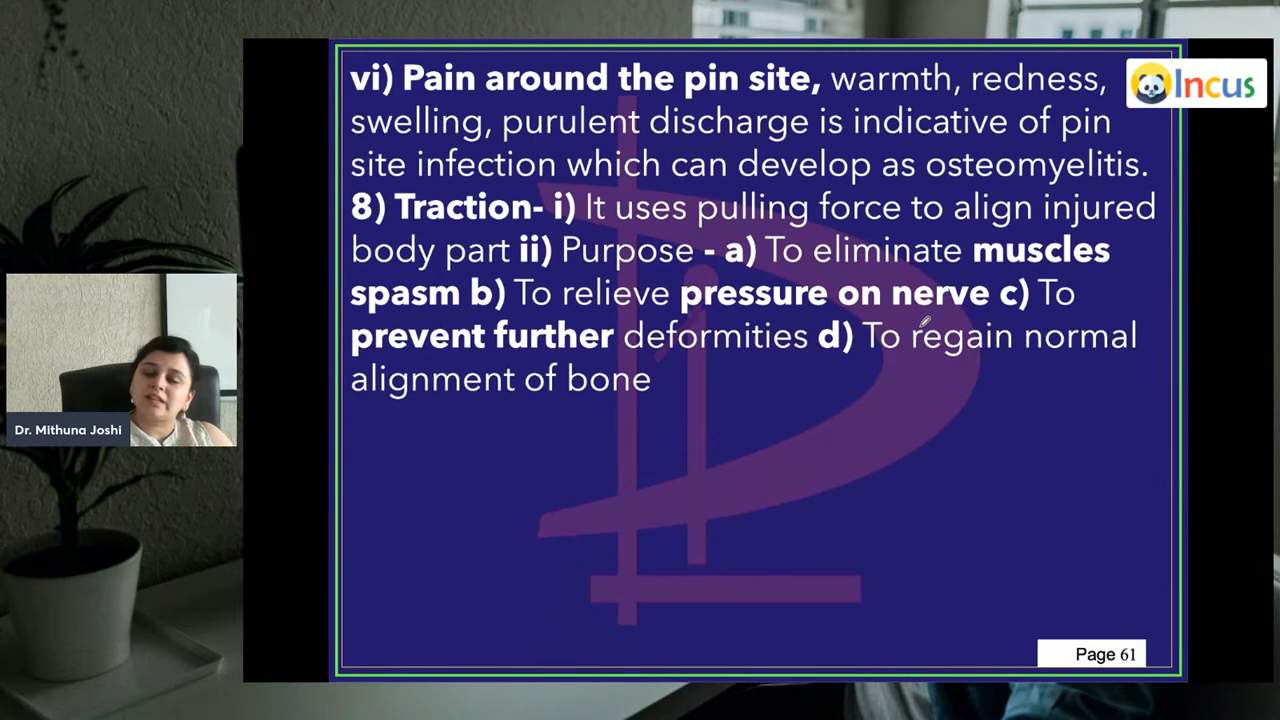 vi) Pain around the pin site, warmth, redness,
swelling, purulent discharge is indicative of pin
site infection which can develop as osteomyelitis.
8) Traction- i) It uses pulling force to align injured
body part ii) Purpose - a) To eliminate muscles
spasm b) To relieve pressure on nerve c) To
prevent further deformities d) To regain normal
alignment of bone
Incus
Dr. Mithuna Joshi
Page 61